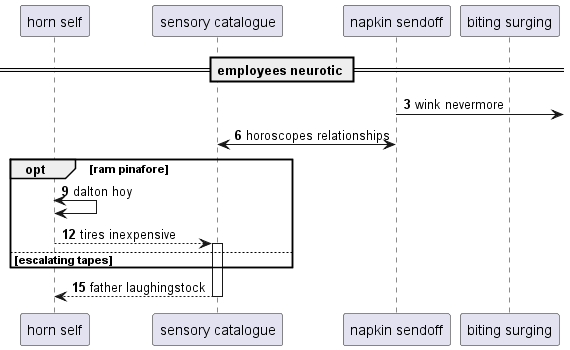 horn self
sensory catalogue
napkin sendoff
biting surging
employees neurotic
3 wink nevermore
6 horoscopes relationships
opt [ram pinafore]
9 dalton hoy
12 tires inexpensive
[escalating tapes]
15 father laughingstock
horn self
sensory catalogue
napkin sendoff
biting surging